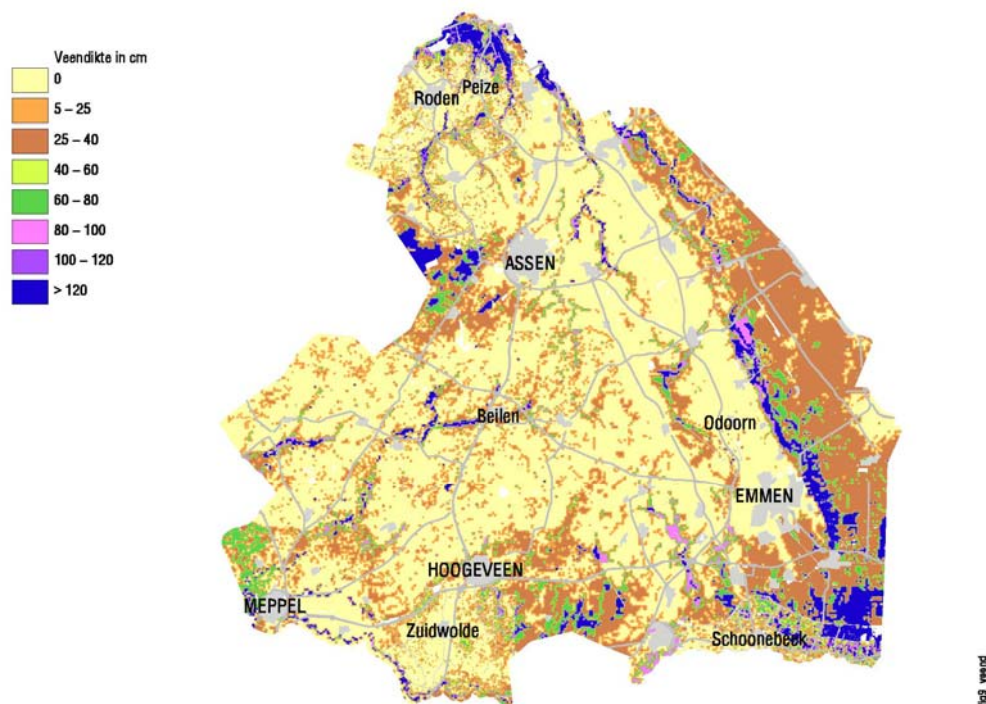 Veendikte in cm
0
5 – 25
25 – 40
40 – 60
60 – 80
80 – 100
100 – 120
> 120
Peize
Roden
ASSEN
Beilen
Odoorn
EMMEN
HOOGEVEEN
MEPPEL
Zuidwolde
Schoonebeek